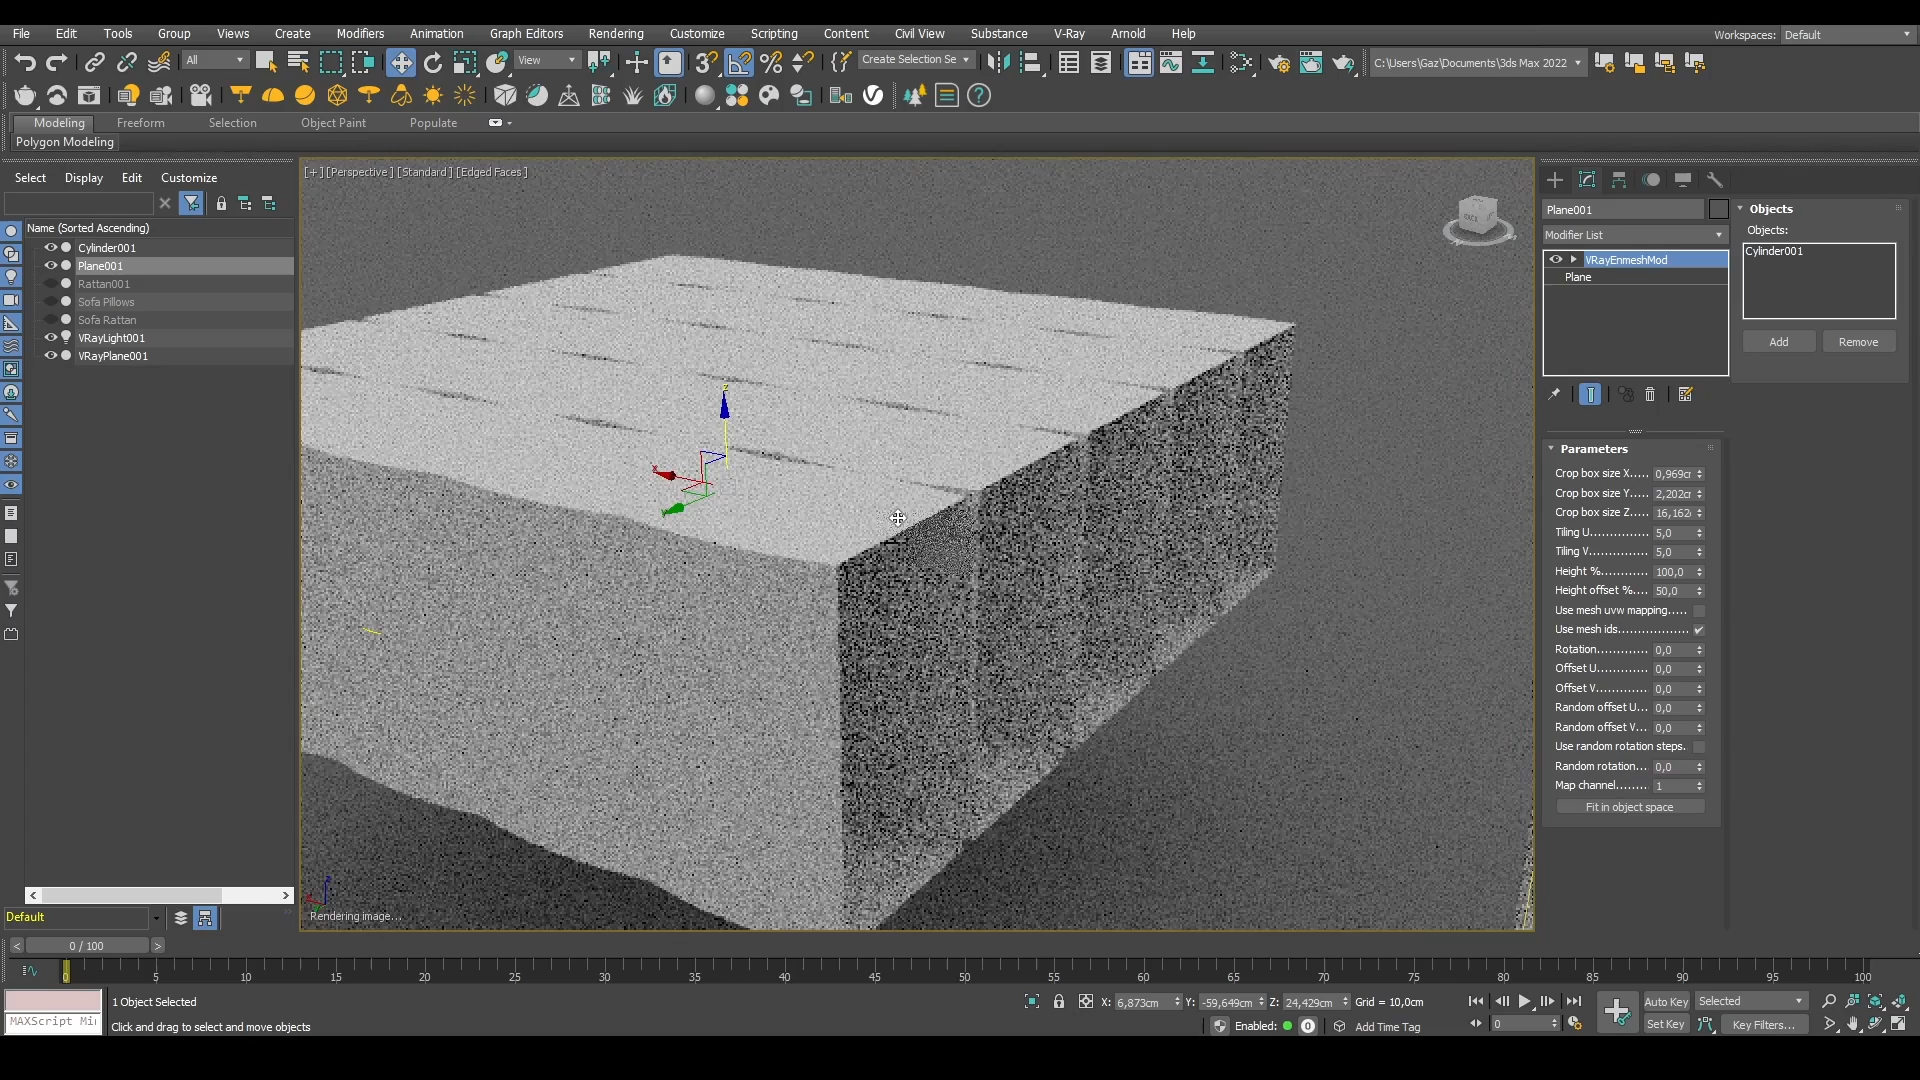 File Edit Tools Group Views Create Modifiers Animation Graph Editors Rendering Customize Scripting Content Civil View Substance V-Ray Arnold Help
Workspaces: Default
All
View
Create Selection Se
C:\Users\Gaz\Documents\3ds Max 2022
Modeling Freeform Selection Object Paint Populate
Polygon Modeling
Select Display Edit Customize
Name (Sorted Ascending)
Cylinder001
Plane001
Rattan001
Sofa Pillows
Sofa Rattan
VRayLight001
VRayPlane001
[+] [Perspective ] [Standard ] [Edged Faces ]
BACK
z
x
y
Rendering image...
Plane001
Modifier List
VRayEnmeshMod
Plane
Objects
Objects:
Cylinder001
Add Remove
Parameters
Crop box size X..... 0,969cr
Crop box size Y..... 2,202cr
Crop box size Z..... 16,162
Tiling U............... 5,0
Tiling V............... 5,0
Height %............ 100,0
Height offset %.... 50,0
Use mesh uvw mapping.....
Use mesh ids.................
Rotation............. 0,0
Offset U.............. 0,0
Offset V.............. 0,0
Random offset U... 0,0
Random offset V... 0,0
Use random rotation steps.
Random rotation... 0,0
Map channel........ 1
Fit in object space
Default
< 0 / 100 >
0 5 10 15 20 25 30 35 40 45 50 55 60 65 70 75 80 85 90 95 100
1 Object Selected
X: 6,873cm Y: -59,649cm Z: 24,429cm Grid = 10,0cm
Auto Key Selected
MAXScript Mi
Click and drag to select and move objects
Enabled: 0 Add Time Tag
0
Set Key Key Filters...